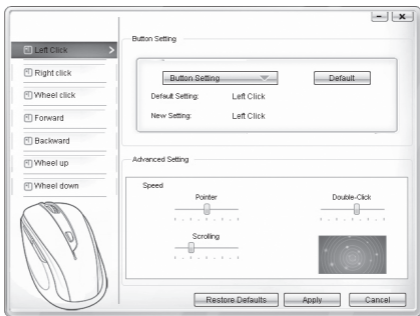 Left Click >
Right click
Wheel click
Forward
Backward
Wheel up
Wheel down
Button Setting
Button Setting
Default
Default Setting: Left Click
New Setting: Left Click
Advanced Setting
Speed
Pointer
Double-Click
Scrolling
Restore Defaults
Apply
Cancel